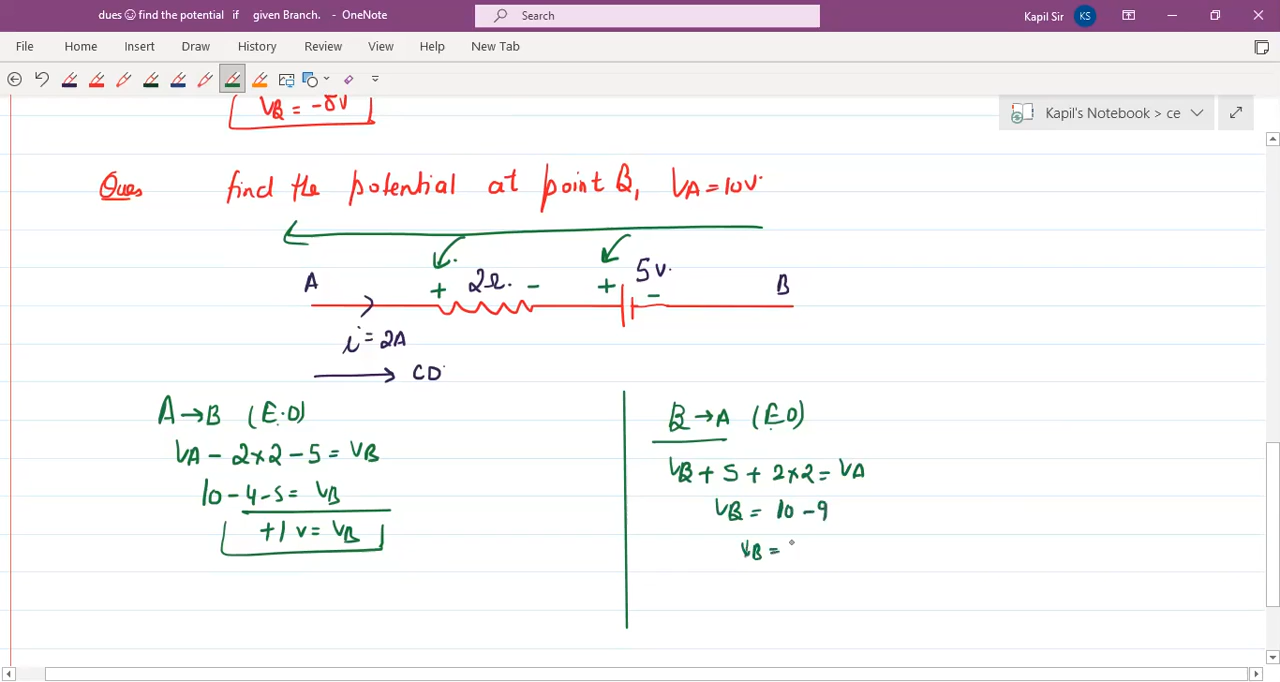 dues ☺ find the potential if given Branch. - OneNote
Search
Kapil Sir KS
File Home Insert Draw History Review View Help New Tab
Kapil's Notebook > ce
VB = -8V
Ques find the potential at point B, VA = 10V.
A + 2Ω. - + 5V. - B
i = 2A
→ CD
A → B (E.D)
VA - 2×2 - 5 = VB
10 - 4 - 5 = VB
+1 V = VB
B → A (ED)
VB + 5 + 2×2 = VA
VB = 10 - 9
VB =